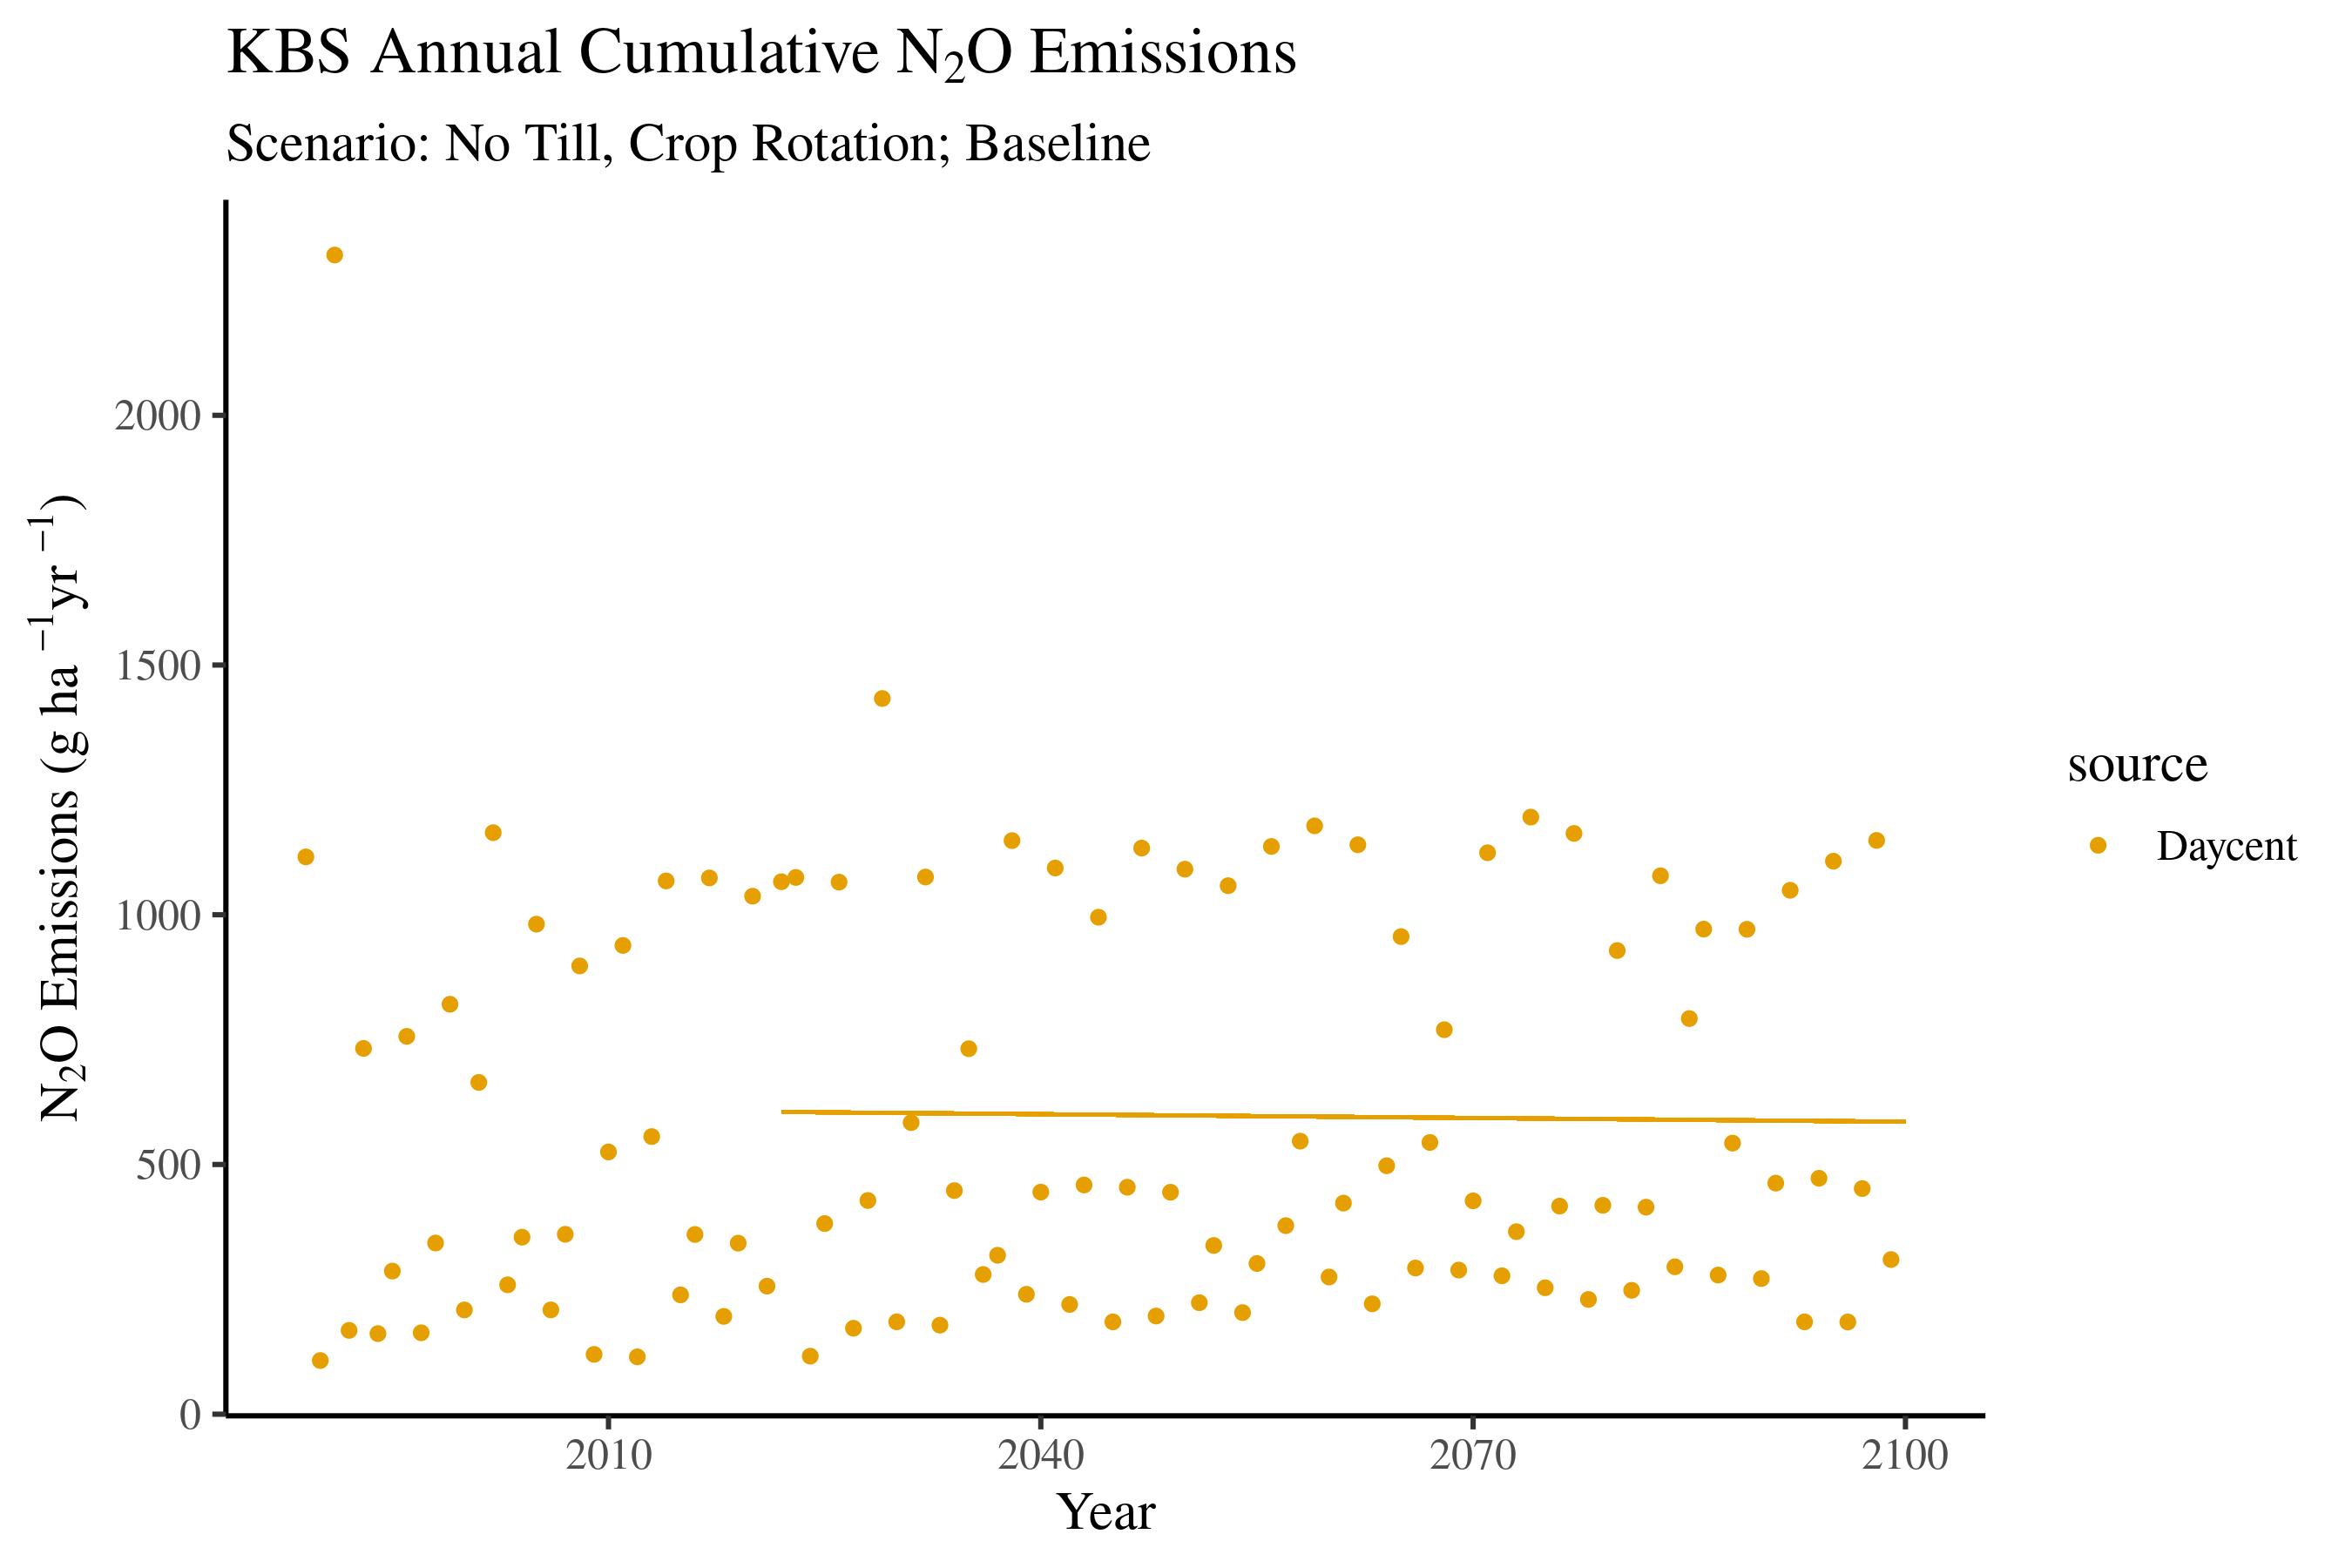 KBS Annual Cumulative N₂O Emissions
Scenario: No Till, Crop Rotation; Baseline
N₂O Emissions (g ha⁻¹yr⁻¹)
2000
1500
1000
500
0
2010 2040 2070 2100
Year
source
Daycent